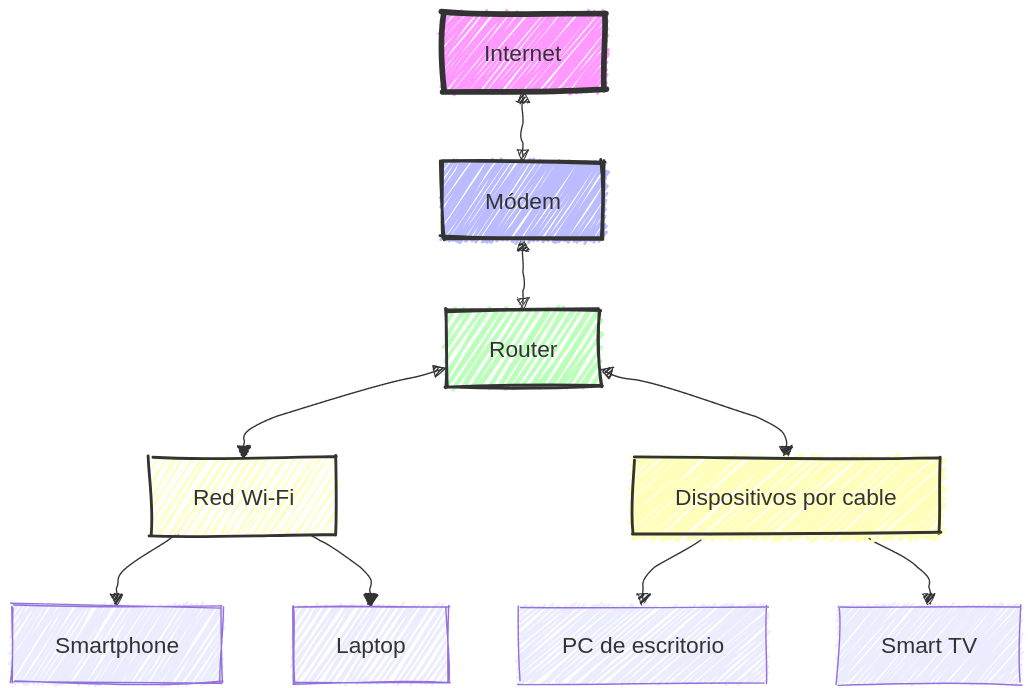 Internet
Módem
Router
Red Wi-Fi
Dispositivos por cable
Smartphone
Laptop
PC de escritorio
Smart TV